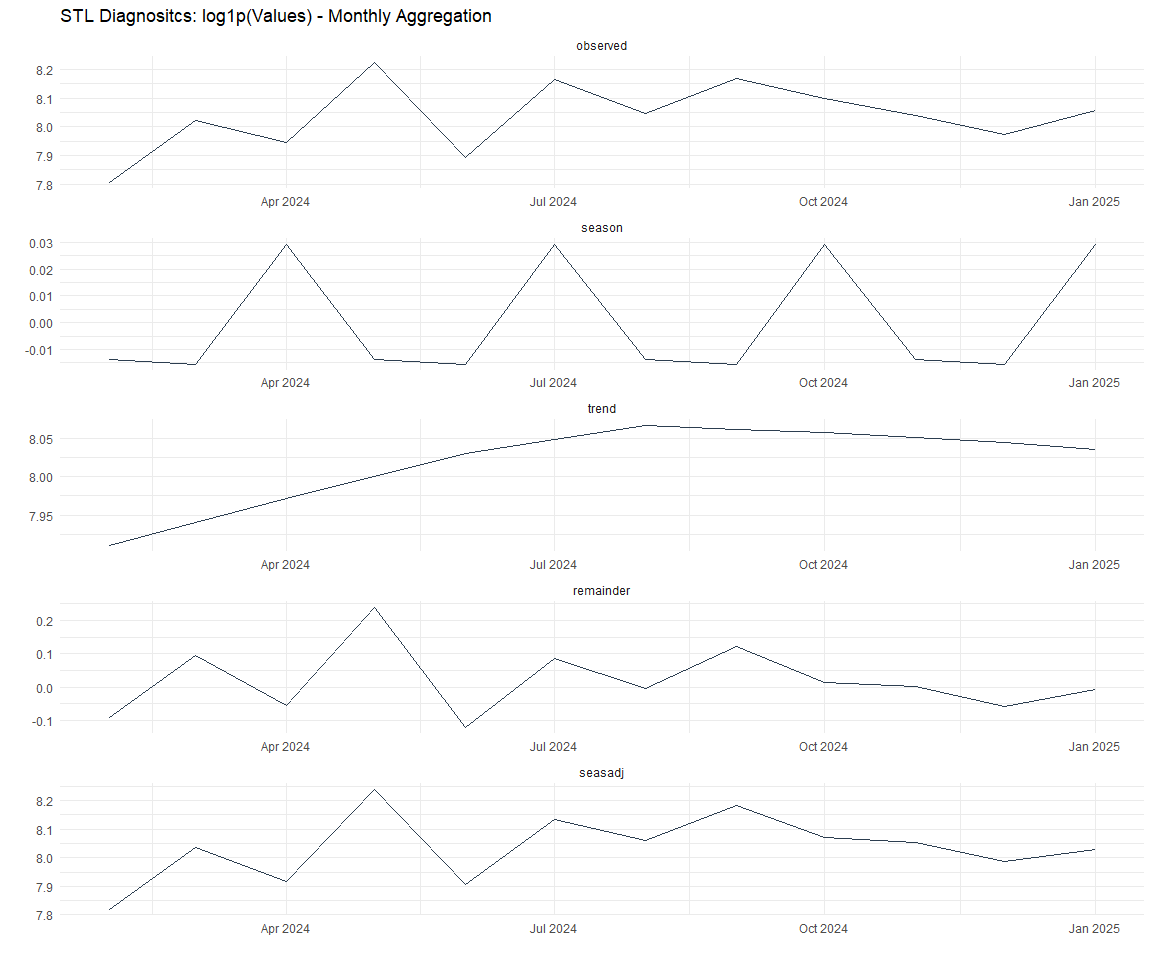 STL Diagnositcs: log1p(Values) - Monthly Aggregation
observed
8.2
8.1
8.0
7.9
7.8
Apr 2024 Jul 2024 Oct 2024 Jan 2025
season
0.03
0.02
0.01
0.00
-0.01
Apr 2024 Jul 2024 Oct 2024 Jan 2025
trend
8.05
8.00
7.95
Apr 2024 Jul 2024 Oct 2024 Jan 2025
remainder
0.2
0.1
0.0
-0.1
Apr 2024 Jul 2024 Oct 2024 Jan 2025
seasadj
8.2
8.1
8.0
7.9
7.8
Apr 2024 Jul 2024 Oct 2024 Jan 2025